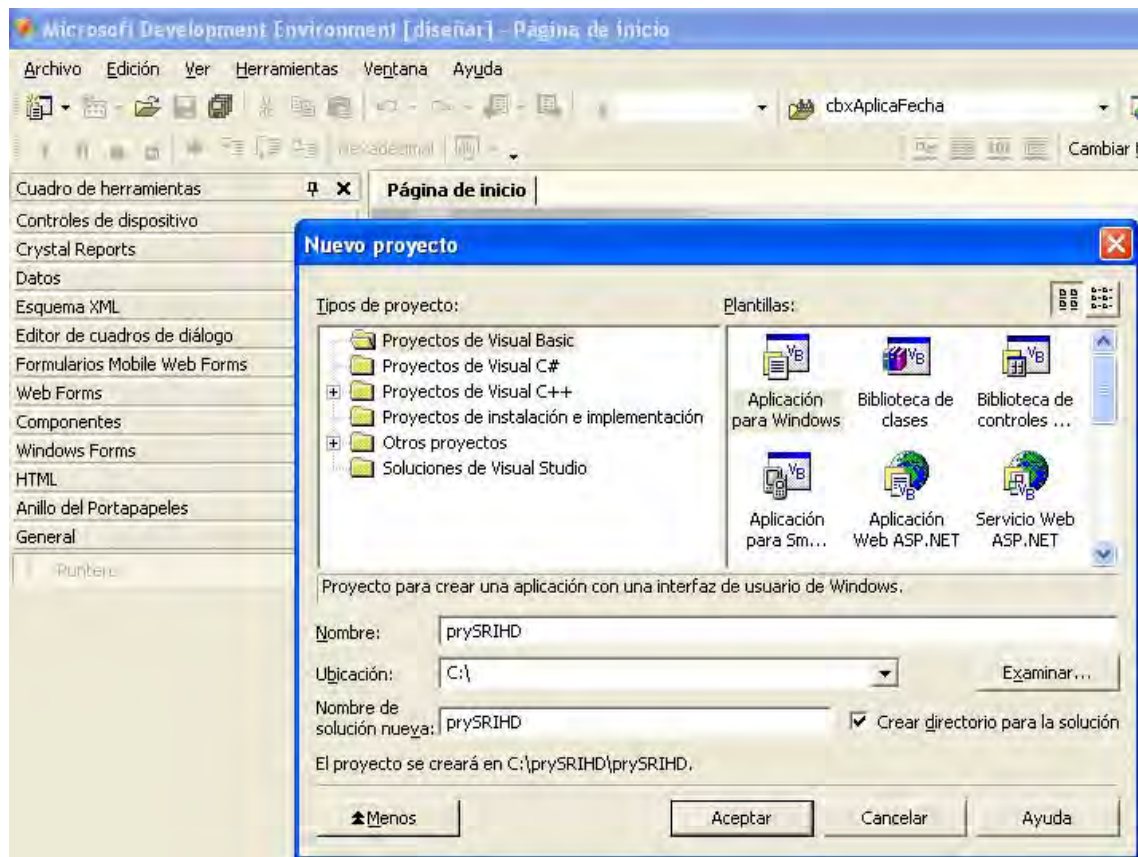 Microsoft Development Environment [diseñar] - Página de inicio
Archivo Edición Ver Herramientas Ventana Ayuda
cbxAplicaFecha
Hexadecimal
Cambiar
Cuadro de herramientas
Página de inicio
Controles de dispositivo
Crystal Reports
Datos
Esquema XML
Editor de cuadros de diálogo
Formularios Mobile Web Forms
Web Forms
Componentes
Windows Forms
HTML
Anillo del Portapapeles
General
Puntero
Nuevo proyecto
Tipos de proyecto:
Proyectos de Visual Basic
Proyectos de Visual C#
Proyectos de Visual C++
Proyectos de instalación e implementación
Otros proyectos
Soluciones de Visual Studio
Plantillas:
Aplicación para Windows
Biblioteca de clases
Biblioteca de controles ...
Aplicación para Sm...
Aplicación Web ASP.NET
Servicio Web ASP.NET
Proyecto para crear una aplicación con una interfaz de usuario de Windows.
Nombre: prySRIHD
Ubicación: C:\ Examinar...
Nombre de
solución nueva: prySRIHD Crear directorio para la solución
El proyecto se creará en C:\prySRIHD\prySRIHD.
Menos Aceptar Cancelar Ayuda